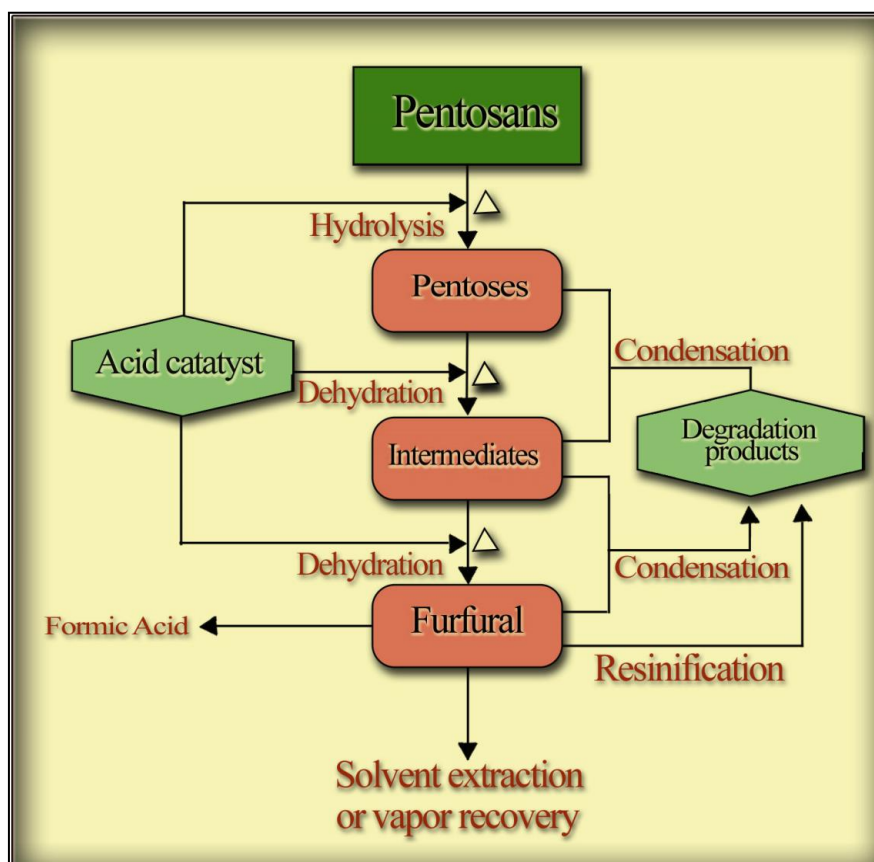 Pentosans
Hydrolysis
Pentoses
Acid catatyst
Dehydration
Condensation
Intermediates
Degradation
products
Dehydration
Condensation
Formic Acid
Furfural
Resinification
Solvent extraction
or vapor recovery